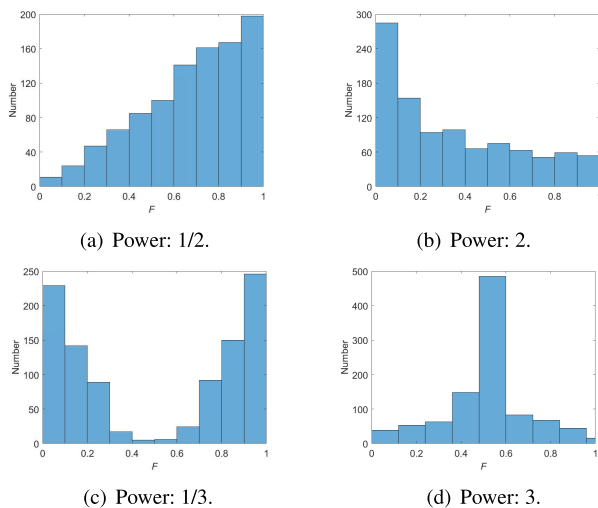 200
160
120
80
40
0
Number
0 0.2 0.4 0.6 0.8 1
F
(a) Power: 1/2.
300
240
180
120
60
0
Number
0 0.2 0.4 0.6 0.8
F
(b) Power: 2.
250
200
150
100
50
0
Number
0 0.2 0.4 0.6 0.8 1
F
(c) Power: 1/3.
500
400
300
200
100
0
Number
0 0.2 0.4 0.6 0.8 1
F
(d) Power: 3.